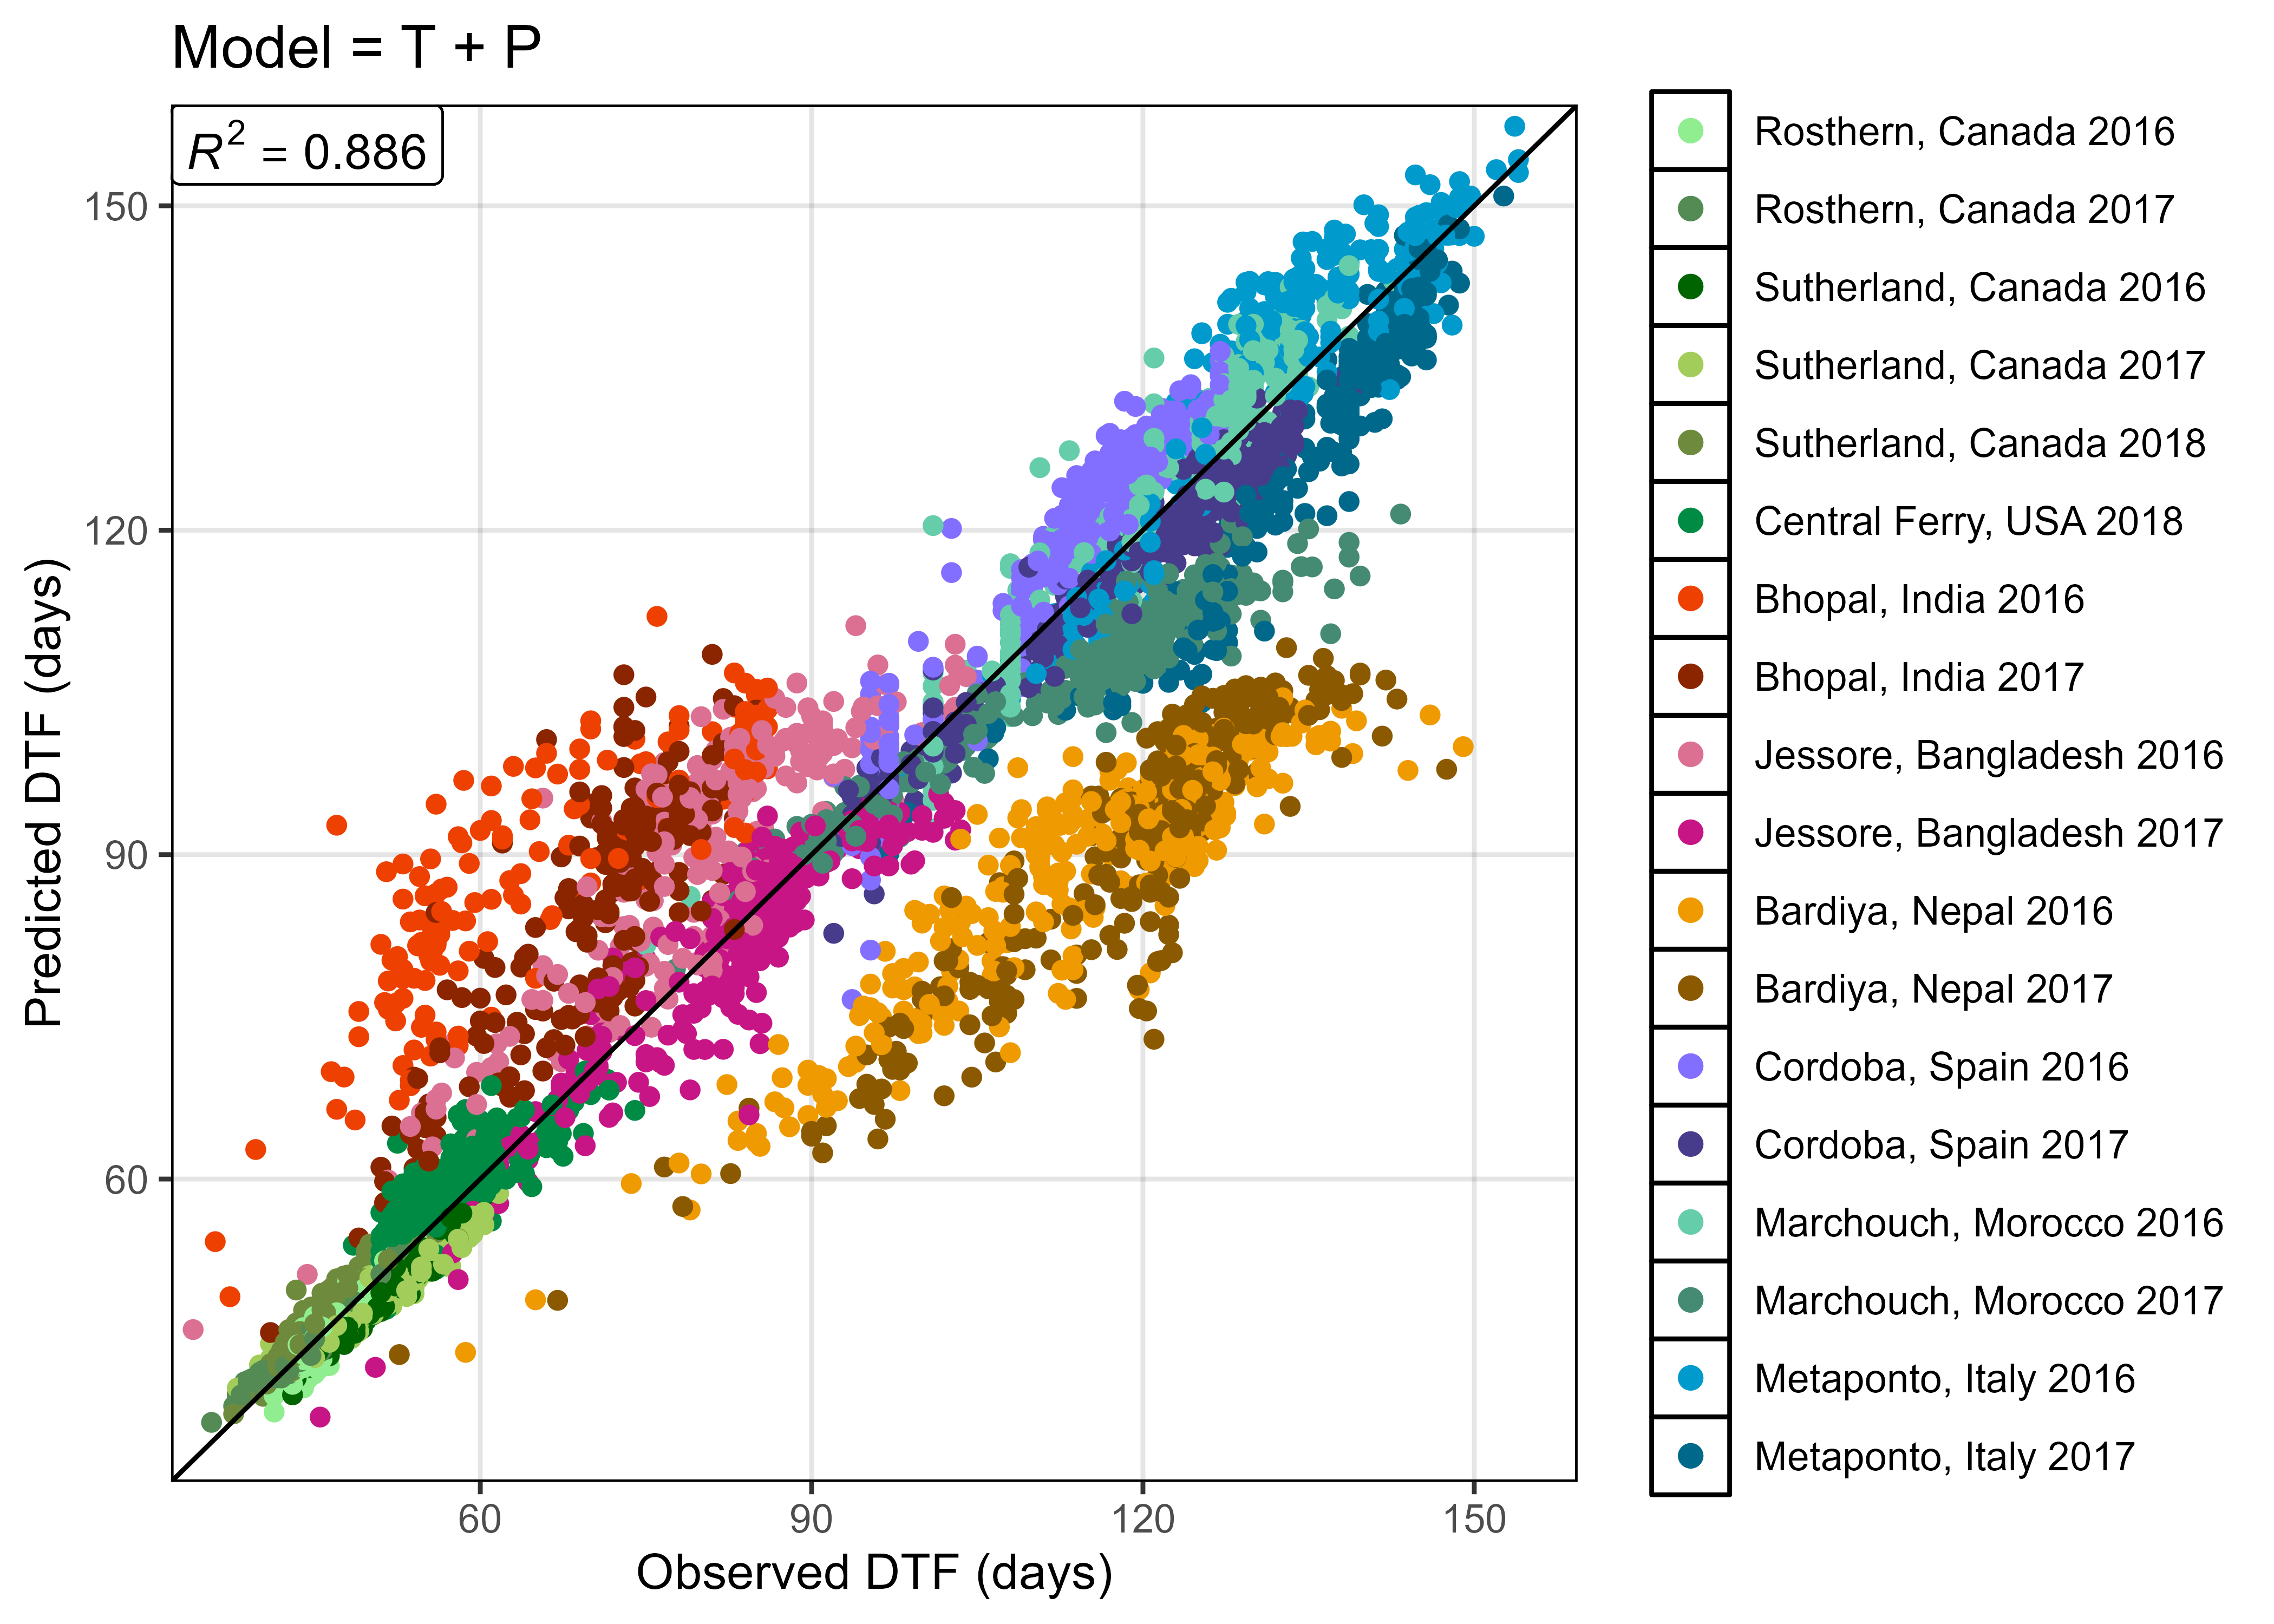 Model = T + P
R² = 0.886
150
120
90
60
Predicted DTF (days)
60 90 120 150
Observed DTF (days)
Rosthern, Canada 2016
Rosthern, Canada 2017
Sutherland, Canada 2016
Sutherland, Canada 2017
Sutherland, Canada 2018
Central Ferry, USA 2018
Bhopal, India 2016
Bhopal, India 2017
Jessore, Bangladesh 2016
Jessore, Bangladesh 2017
Bardiya, Nepal 2016
Bardiya, Nepal 2017
Cordoba, Spain 2016
Cordoba, Spain 2017
Marchouch, Morocco 2016
Marchouch, Morocco 2017
Metaponto, Italy 2016
Metaponto, Italy 2017